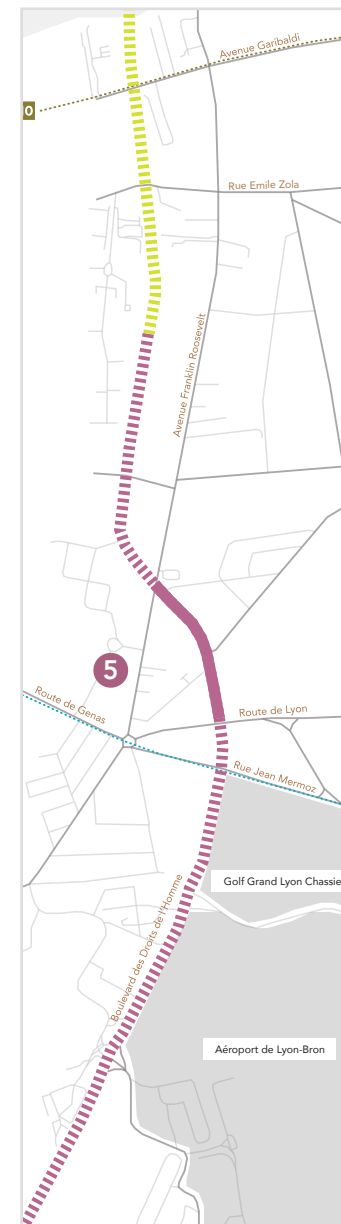 Avenue Garibaldi
0
Rue Emile Zola
Avenue Franklin Roosevelt
5
Route de Genas
Route de Lyon
Rue Jean Mermoz
Golf Grand Lyon Chassie
Boulevard des Droits de l'Homme
Aéroport de Lyon-Bron